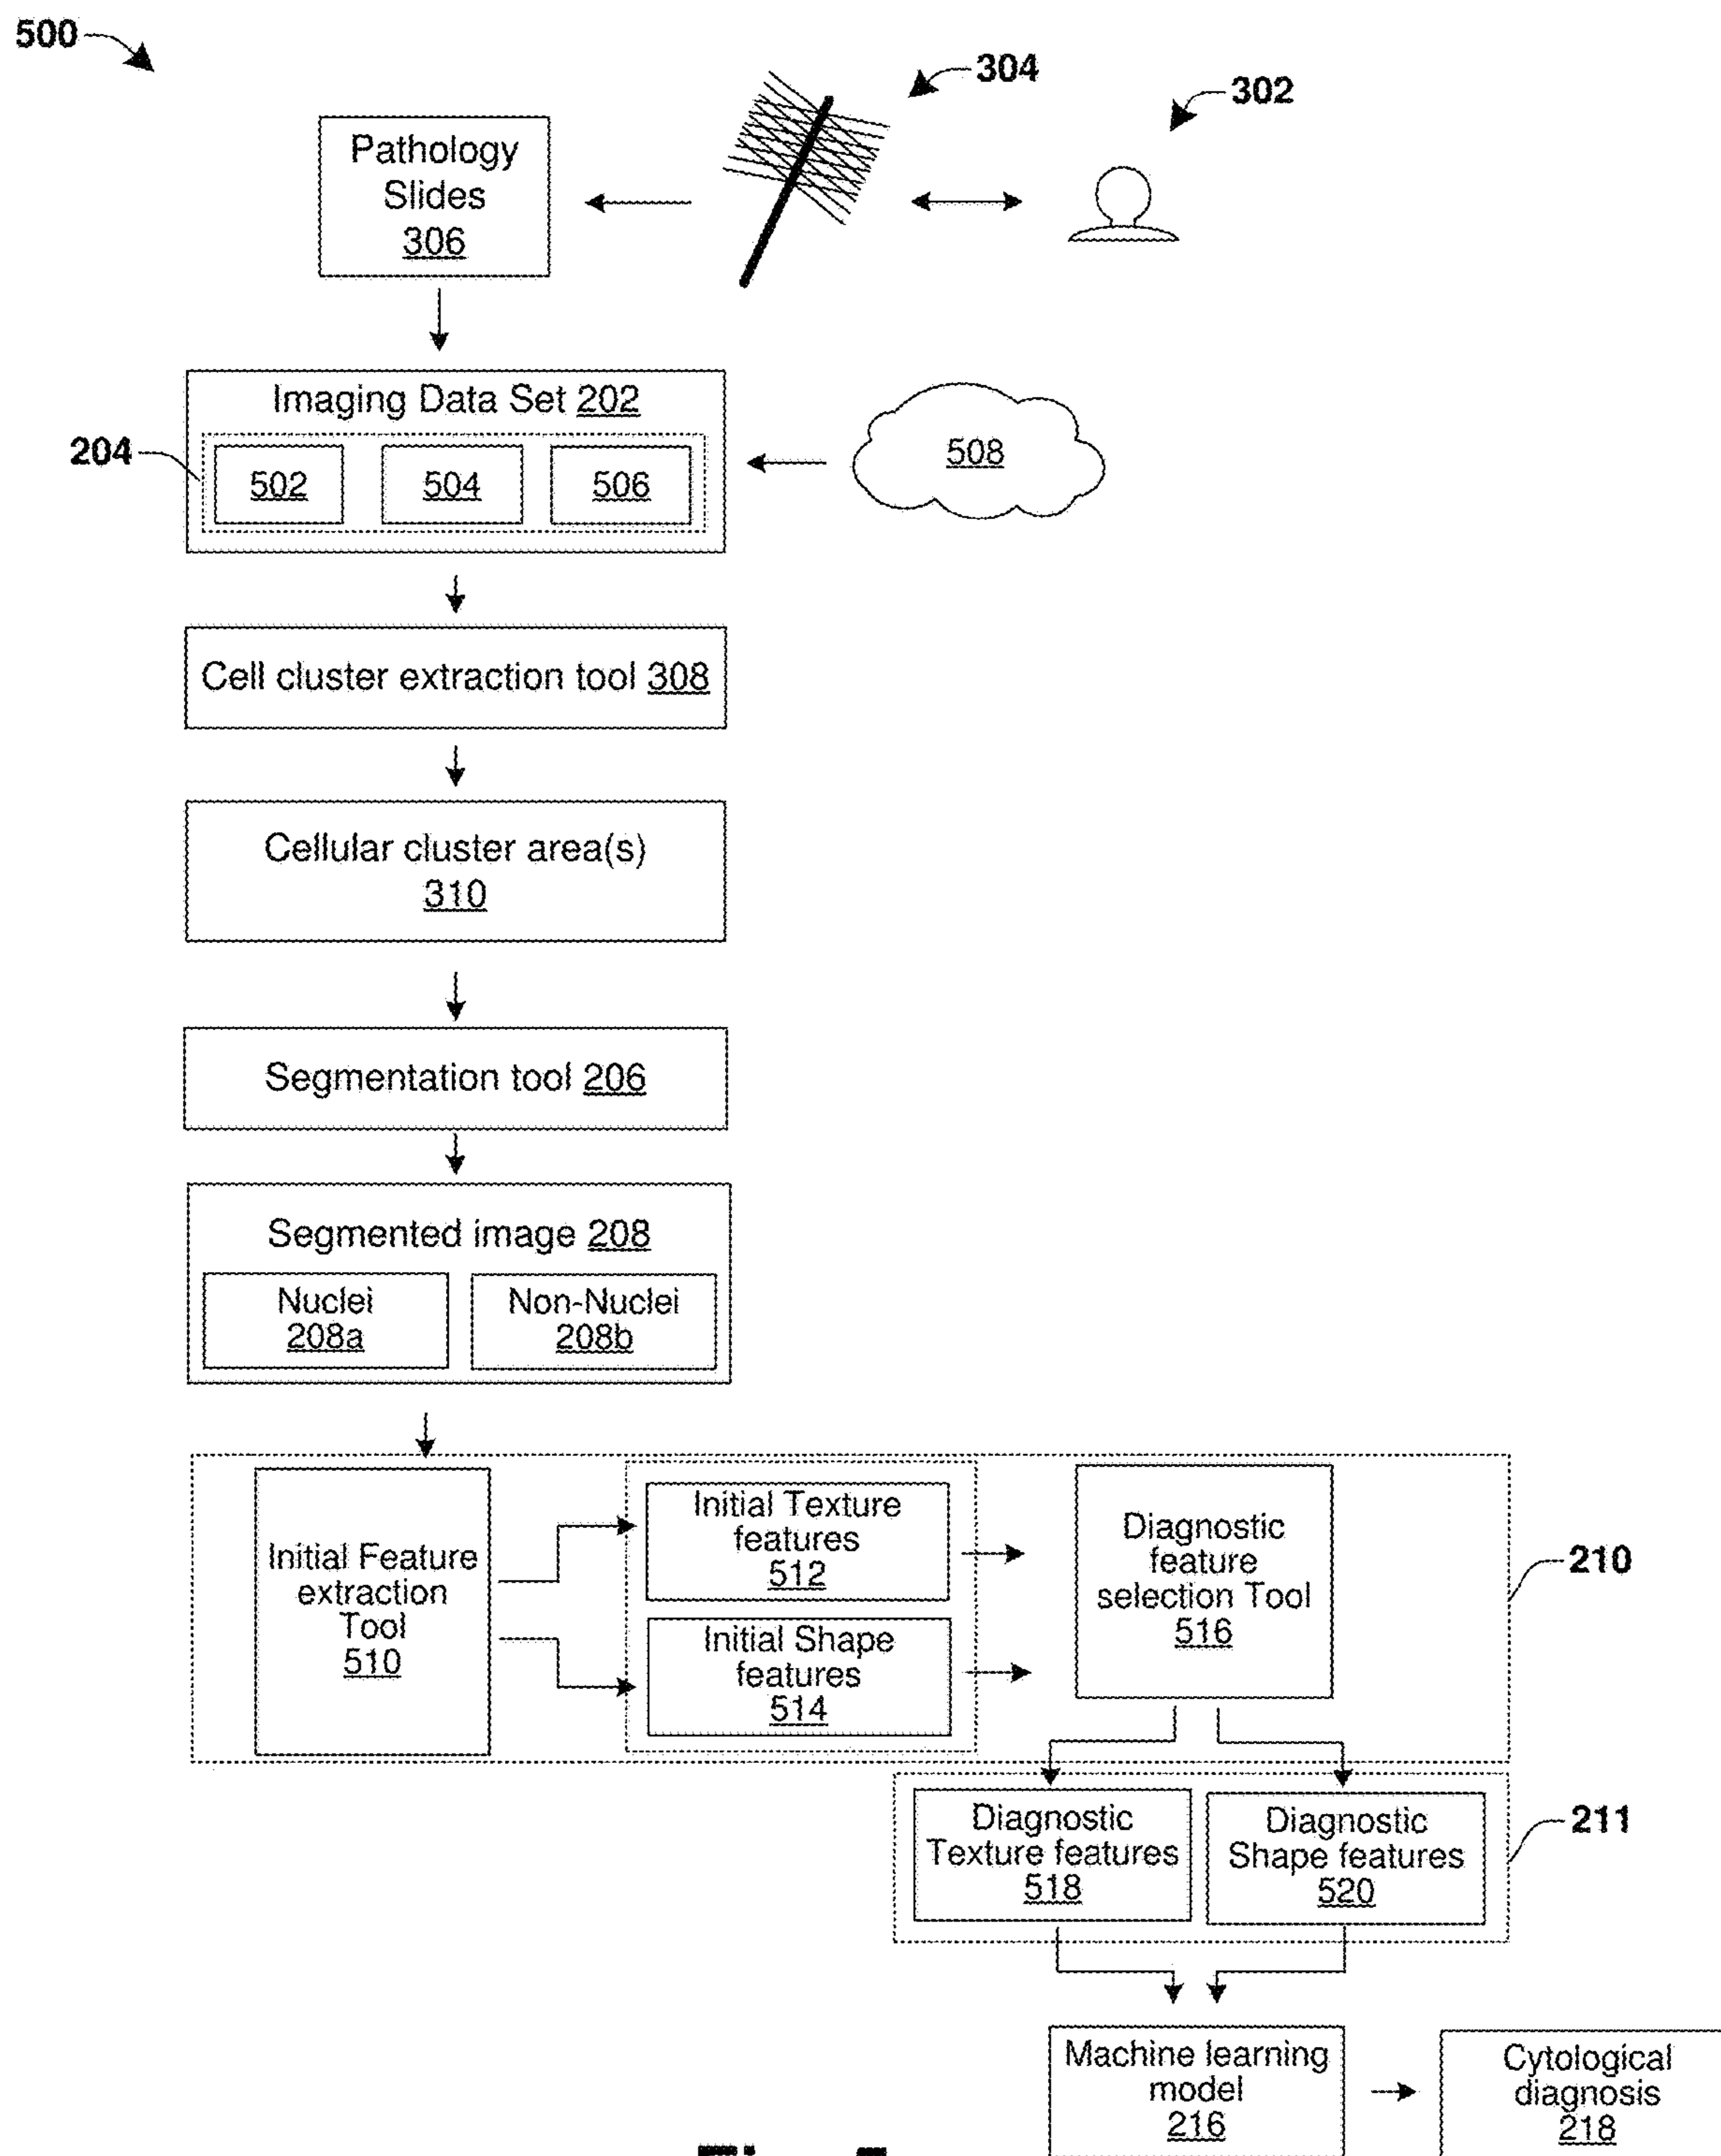 500
304
302
Pathology
Slides
306
Imaging Data Set 202
204
502
504
506
508
Cell cluster extraction tool 308
Cellular cluster area(s)
310
Segmentation tool 206
Segmented image 208
Nuclei
208a
Non-Nuclei
208b
Initial Feature
extraction
Tool
510
Initial Texture
features
512
Initial Shape
features
514
Diagnostic
feature
selection Tool
516
210
Diagnostic
Texture features
518
Diagnostic
Shape features
520
211
Machine learning
model
216
Cytological
diagnosis
218